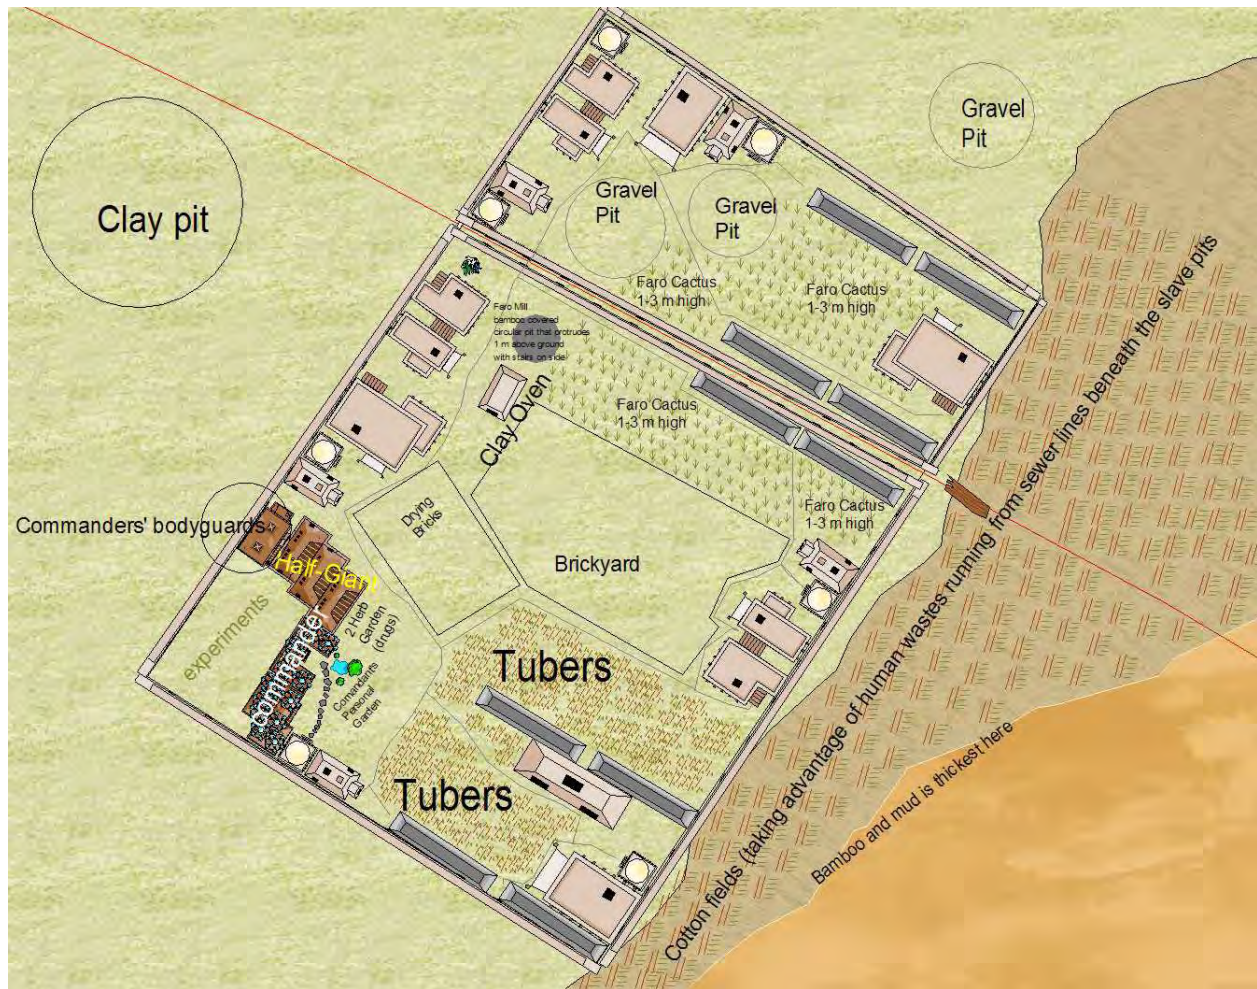 Gravel
Pit
Clay pit
Gravel
Pit
Gravel
Pit
Faro Cactus
1-3 m high
Faro Cactus
1-3 m high
Faro Mill
bamboo covered
circular pit that protrudes
1 m above ground
with stairs on side
Clay Oven
Faro Cactus
1-3 m high
Drying
Bricks
Faro Cactus
1-3 m high
Commanders' bodyguards
Brickyard
Half-Giant
experiments
commander
2 Herb
Garden
(drugs)
Comandant's
Personal
Garden
Tubers
Tubers
Cotton fields (taking advantage of human wastes running from sewer lines beneath the slave pits
Bamboo and mud is thickest here